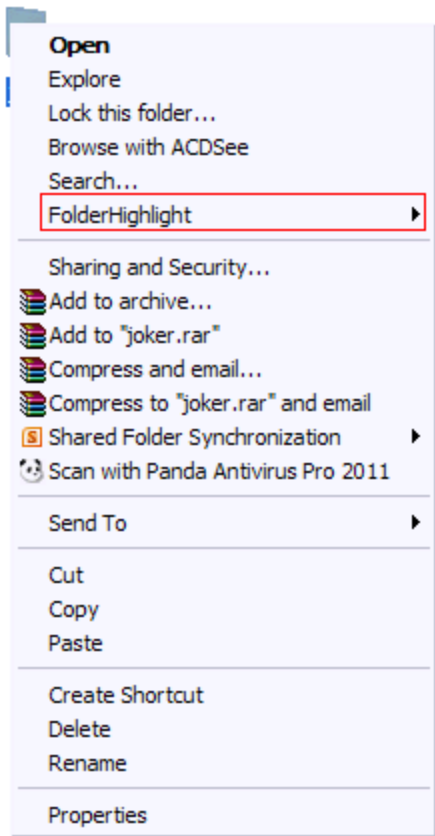 Open
Explore
Lock this folder...
Browse with ACDSee
Search...
FolderHighlight
Sharing and Security...
Add to archive...
Add to "joker.rar"
Compress and email...
Compress to "joker.rar" and email
S Shared Folder Synchronization
Scan with Panda Antivirus Pro 2011
Send To
Cut
Copy
Paste
Create Shortcut
Delete
Rename
Properties